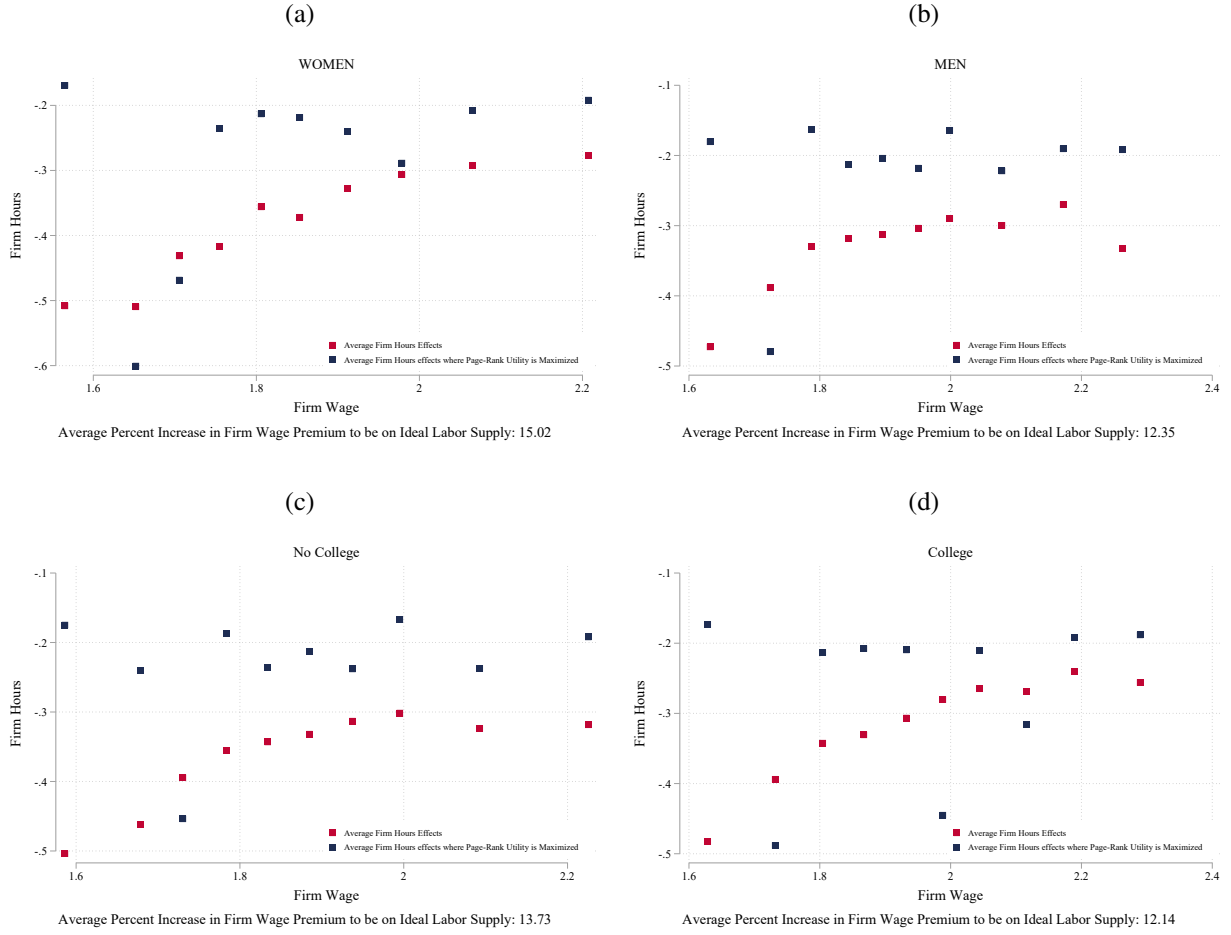 (a)
WOMEN
Firm Hours
-.2
-.3
-.4
-.5
-.6
1.6
1.8
2
2.2
Firm Wage
Average Firm Hours Effects
Average Firm Hours effects where Page-Rank Utility is Maximized
Average Percent Increase in Firm Wage Premium to be on Ideal Labor Supply: 15.02
(b)
MEN
Firm Hours
-.1
-.2
-.3
-.4
-.5
1.6
1.8
2
2.2
2.4
Firm Wage
Average Firm Hours Effects
Average Firm Hours effects where Page-Rank Utility is Maximized
Average Percent Increase in Firm Wage Premium to be on Ideal Labor Supply: 12.35
(c)
No College
Firm Hours
-.1
-.2
-.3
-.4
-.5
1.6
1.8
2
2.2
Firm Wage
Average Firm Hours Effects
Average Firm Hours effects where Page-Rank Utility is Maximized
Average Percent Increase in Firm Wage Premium to be on Ideal Labor Supply: 13.73
(d)
College
Firm Hours
-.1
-.2
-.3
-.4
-.5
1.6
1.8
2
2.2
2.4
Firm Wage
Average Firm Hours Effects
Average Firm Hours effects where Page-Rank Utility is Maximized
Average Percent Increase in Firm Wage Premium to be on Ideal Labor Supply: 12.14